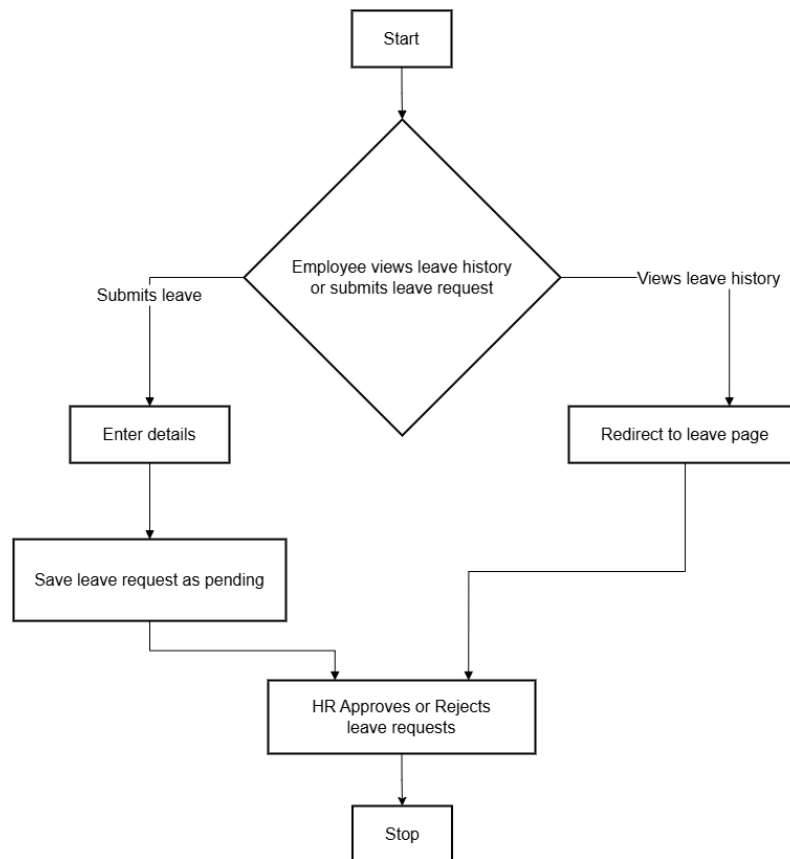 Start
Employee views leave history
or submits leave request
Submits leave
Views leave history
Enter details
Redirect to leave page
Save leave request as pending
HR Approves or Rejects
leave requests
Stop